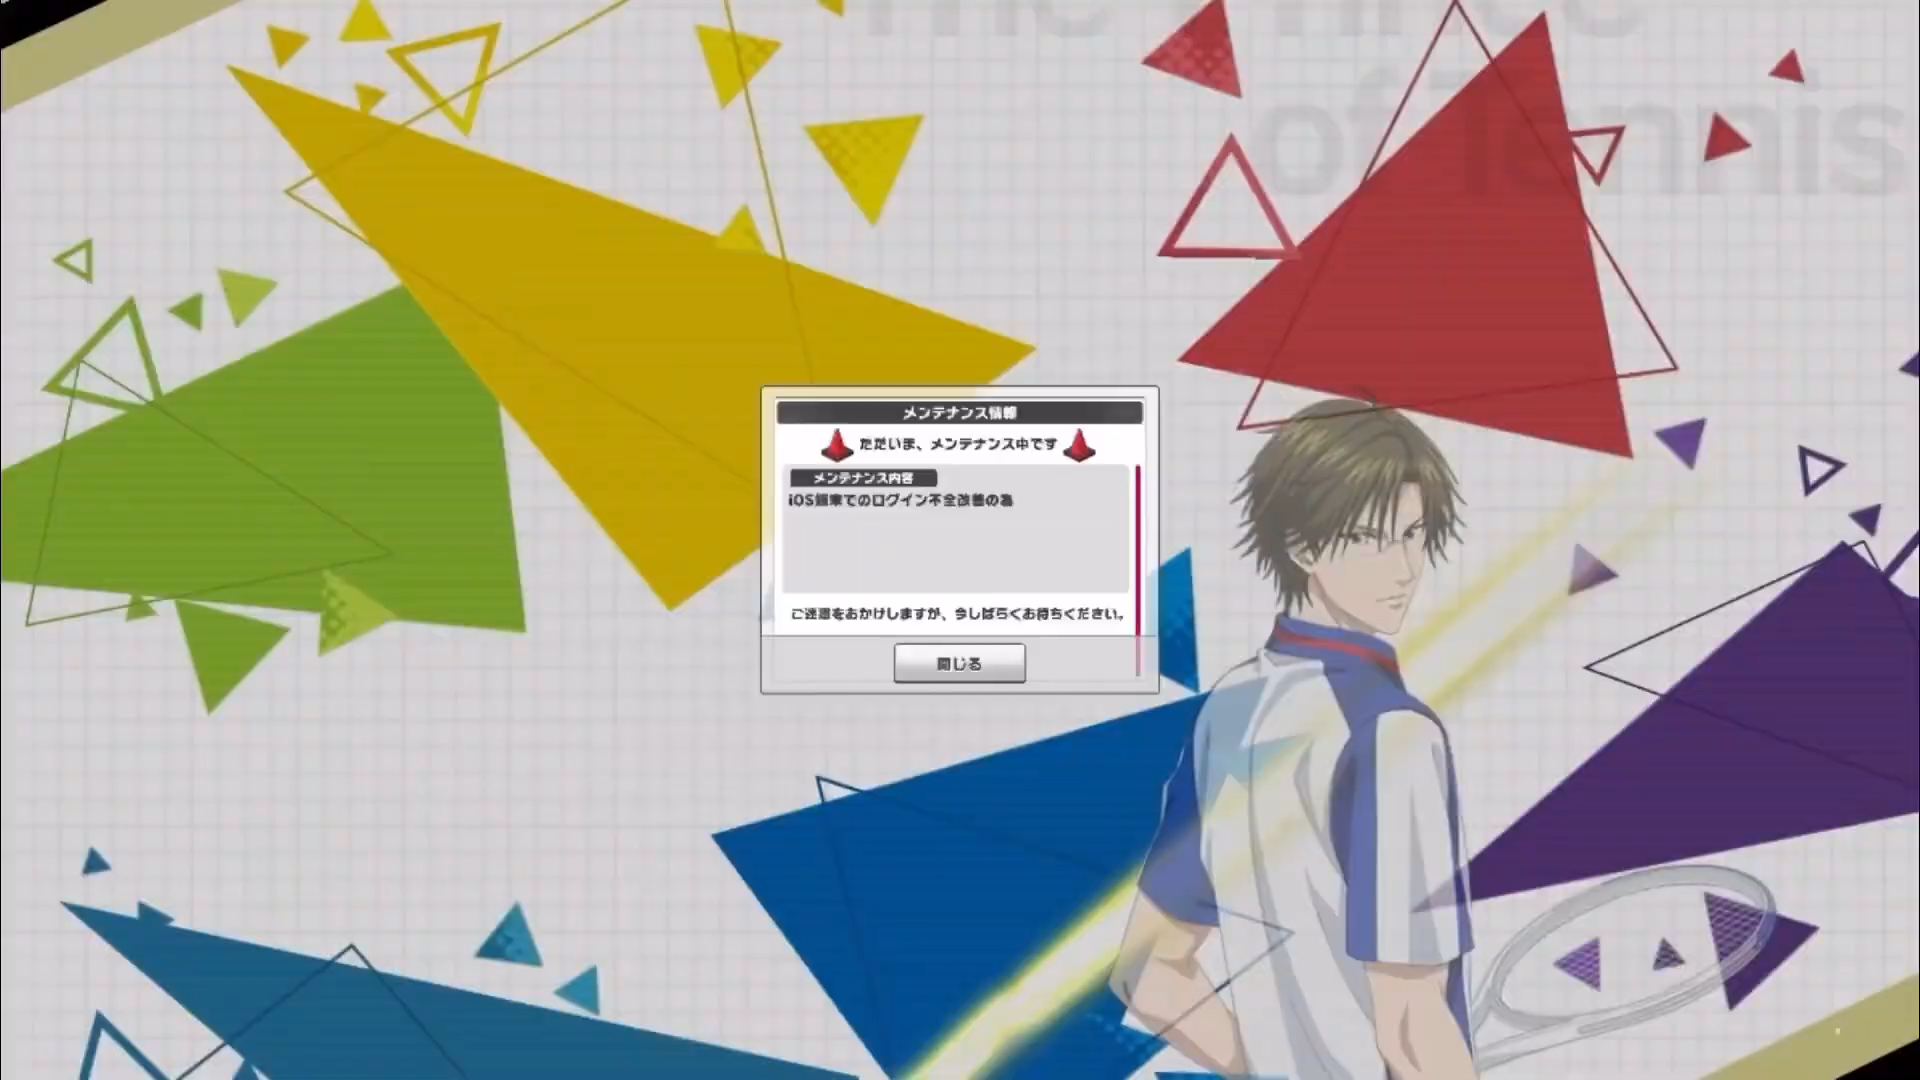 The Prince
of Tennis
メンテナンス情報
ただいま、メンテナンス中です
メンテナンス内容
iOS端末でのログイン不全改善の為
ご迷惑をおかけしますが、今しばらくお待ちください。
閉じる